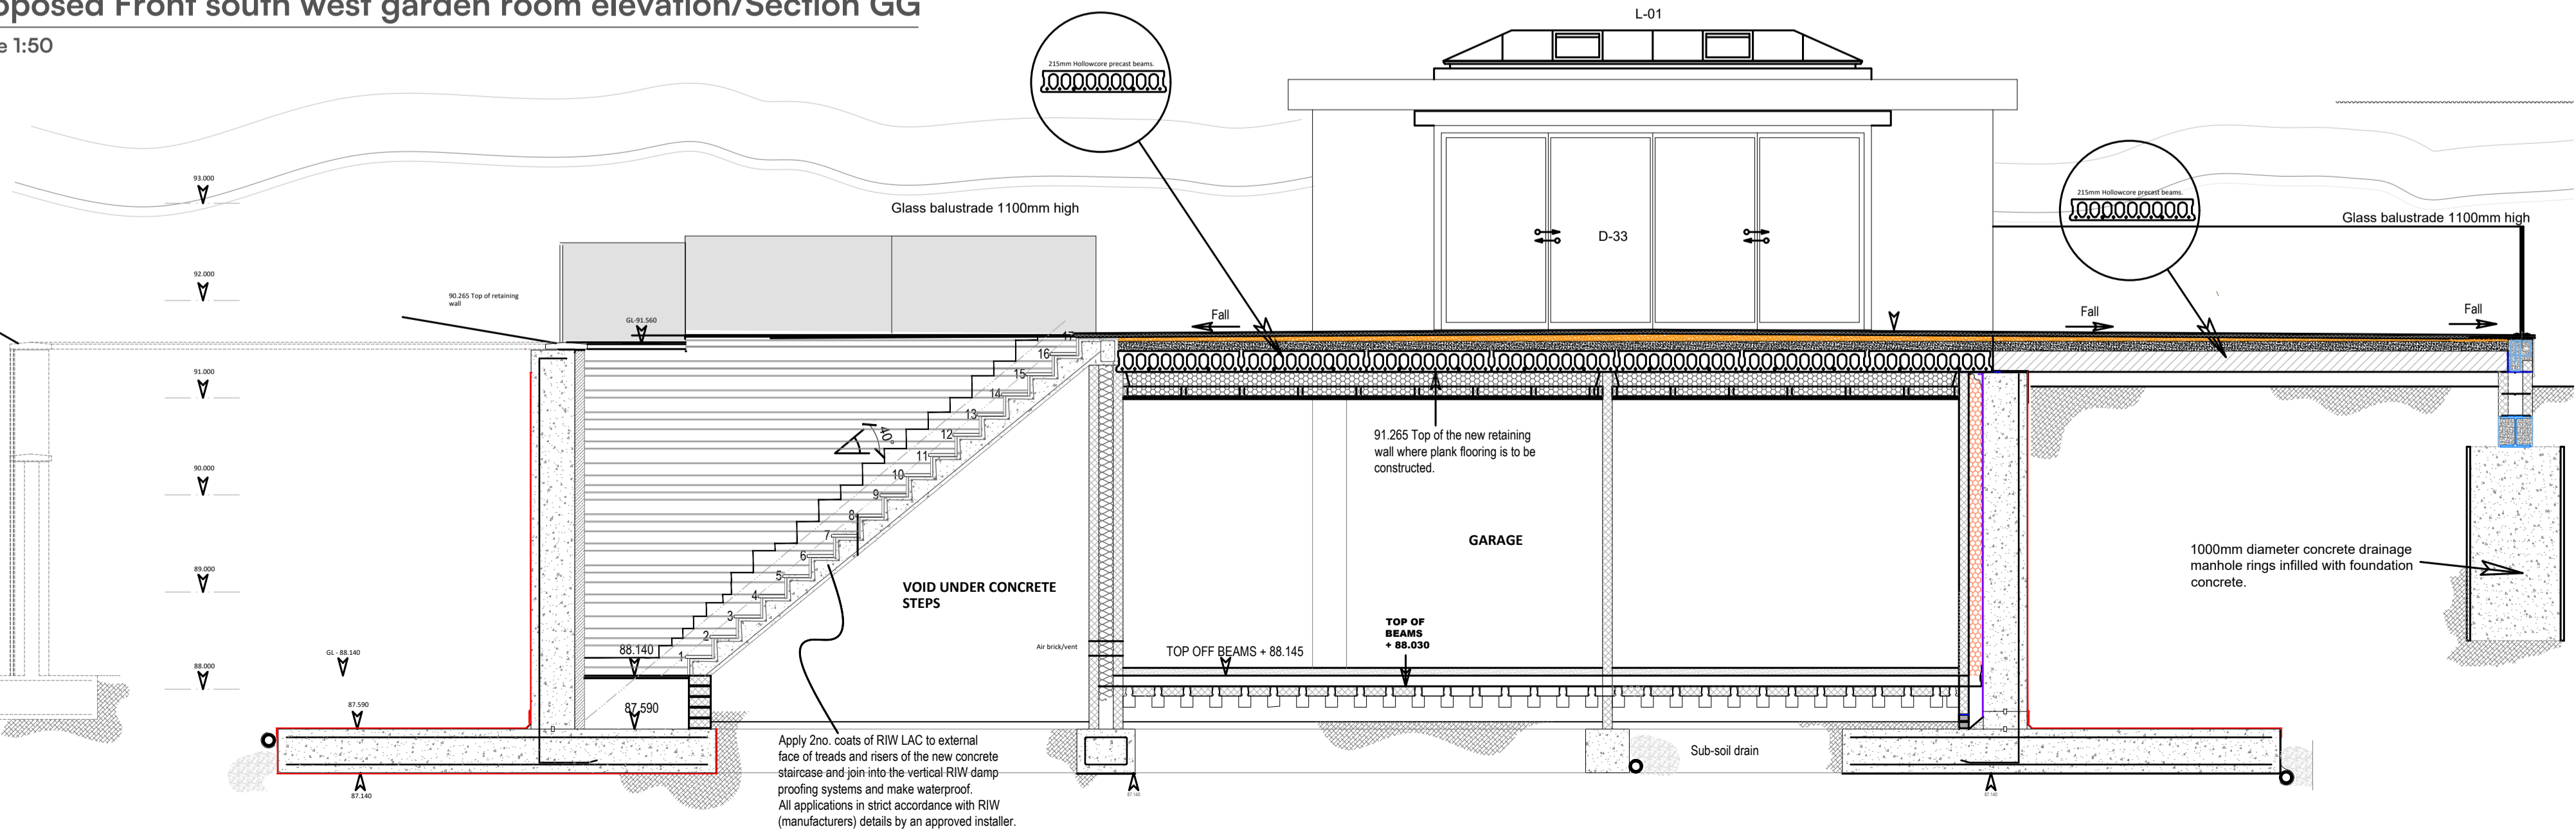 oposed Front south west garden room elevation/Section GG
e 1:50
L-01
215mm Hollowcore precast beams.
215mm Hollowcore precast beams.
93.000
Glass balustrade 1100mm high
Glass balustrade 1100mm high
D-33
92.000
90.265 Top of retaining
wall
GL-91.560
Fall
Fall
Fall
17
16
15
14
13
12
11
10
9
8
7
6
5
4
3
2
1
40°
91.000
90.000
89.000
88.000
91.265 Top of the new retaining
wall where plank flooring is to be
constructed.
GARAGE
VOID UNDER CONCRETE
STEPS
1000mm diameter concrete drainage
manhole rings infilled with foundation
concrete.
TOP OF
BEAMS
+ 88.030
Air brick/vent
TOP OFF BEAMS + 88.145
GL - 88.140
88.140
87.590
87.590
Apply 2no. coats of RIW LAC to external
face of treads and risers of the new concrete
staircase and join into the vertical RIW damp
proofing systems and make waterproof.
All applications in strict accordance with RIW
(manufacturers) details by an approved installer.
Sub-soil drain
87.140
87.140
87.140